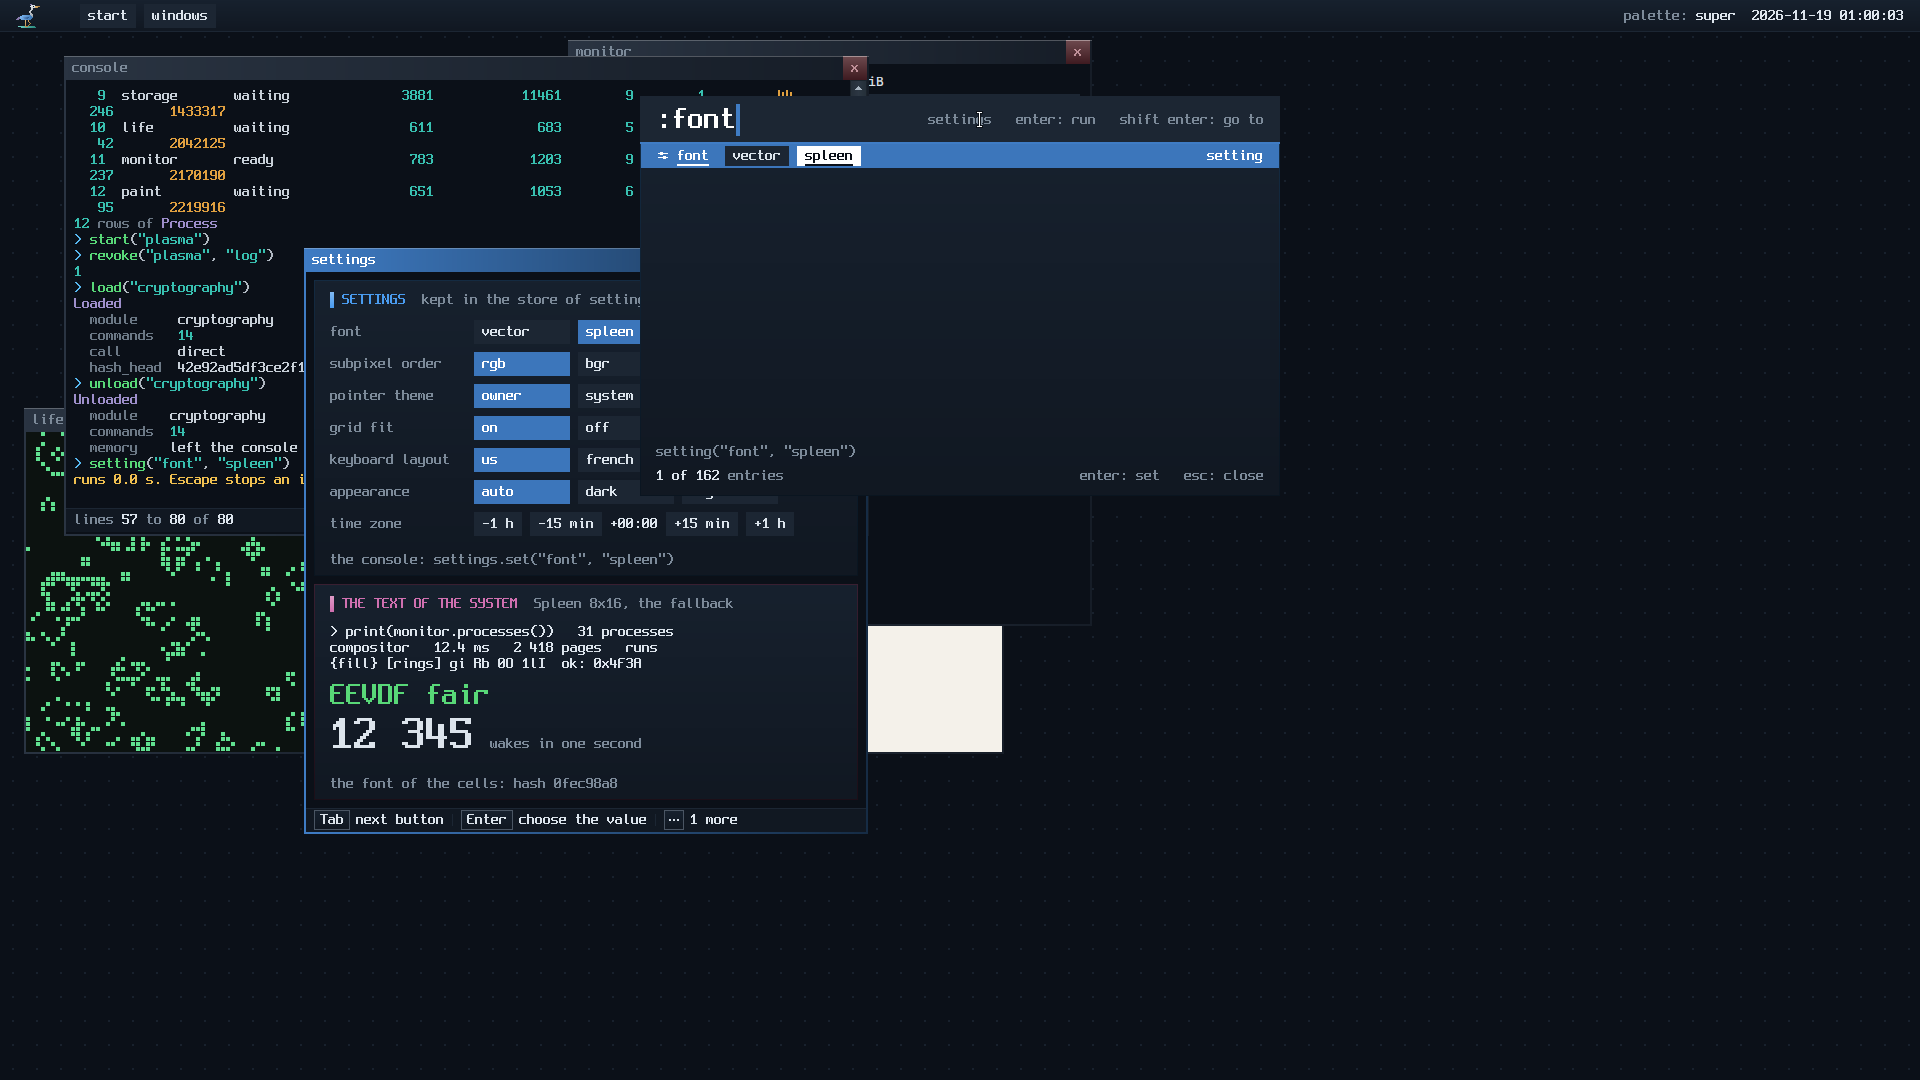 start windows palette: super 2026-11-19 01:00:03
monitor
console
iB
9 storage waiting 3881 11461 9 1
246 1433317
10 life waiting 611 683 5
42 2042125
11 monitor ready 783 1203 9
237 2170190
12 paint waiting 651 1053 6
95 2219916
12 rows of Process
> start("plasma")
> revoke("plasma", "log")
1
> load("cryptography")
Loaded
module cryptography
commands 14
call direct
hash_head 42e92ad5df3ce2f1
> unload("cryptography")
Unloaded
module cryptography
commands 14
memory left the console
> setting("font", "spleen")
runs 0.0 s. Escape stops an i
lines 57 to 80 of 80
:font settings enter: run shift enter: go to
font vector spleen setting
setting("font", "spleen")
1 of 162 entries enter: set esc: close
life
settings
SETTINGS kept in the store of setting
font vector spleen
subpixel order rgb bgr
pointer theme owner system
grid fit on off
keyboard layout us french
appearance auto dark
time zone -1 h -15 min +00:00 +15 min +1 h
the console: settings.set("font", "spleen")
THE TEXT OF THE SYSTEM Spleen 8x16, the fallback
> print(monitor.processes()) 31 processes
compositor 12.4 ms 2 418 pages runs
{fill} [rings] gi Rb 0O 1lI ok: 0x4F3A
EEVDF fair
12 345 wakes in one second
the font of the cells: hash 0fec98a8
Tab next button Enter choose the value ... 1 more